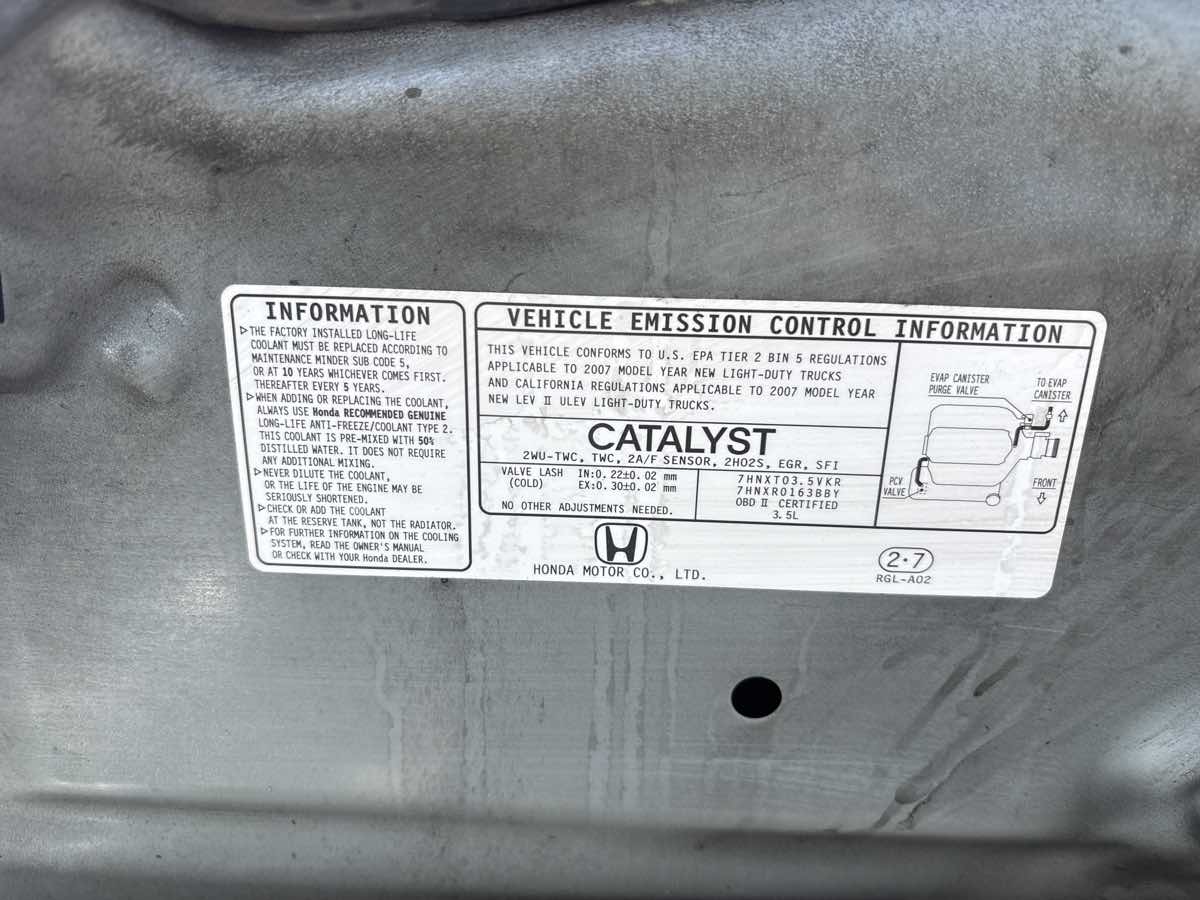 INFORMATION
▷THE FACTORY INSTALLED LONG-LIFE
COOLANT MUST BE REPLACED ACCORDING TO
MAINTENANCE MINDER SUB CODE 5,
OR AT 10 YEARS WHICHEVER COMES FIRST.
THEREAFTER EVERY 5 YEARS.
▷WHEN ADDING OR REPLACING THE COOLANT,
ALWAYS USE Honda RECOMMENDED GENUINE
LONG-LIFE ANTI-FREEZE/COOLANT TYPE 2.
THIS COOLANT IS PRE-MIXED WITH 50%
DISTILLED WATER. IT DOES NOT REQUIRE
ANY ADDITIONAL MIXING.
▷NEVER DILUTE THE COOLANT,
OR THE LIFE OF THE ENGINE MAY BE
SERIOUSLY SHORTENED.
▷CHECK OR ADD THE COOLANT
AT THE RESERVE TANK, NOT THE RADIATOR.
▷FOR FURTHER INFORMATION ON THE COOLING
SYSTEM, READ THE OWNER'S MANUAL
OR CHECK WITH YOUR Honda DEALER.
VEHICLE EMISSION CONTROL INFORMATION
THIS VEHICLE CONFORMS TO U.S. EPA TIER 2 BIN 5 REGULATIONS
APPLICABLE TO 2007 MODEL YEAR NEW LIGHT-DUTY TRUCKS
AND CALIFORNIA REGULATIONS APPLICABLE TO 2007 MODEL YEAR
NEW LEV II ULEV LIGHT-DUTY TRUCKS.
CATALYST
2WU-TWC, TWC, 2A/F SENSOR, 2HO2S, EGR, SFI
VALVE LASH IN:0.22±0.02 mm
(COLD) EX:0.30±0.02 mm
NO OTHER ADJUSTMENTS NEEDED.
7HNXT03.5VKR
7HNXR0163BBY
OBD II CERTIFIED
3.5L
EVAP CANISTER
PURGE VALVE
TO EVAP
CANISTER
PCV
VALVE
FRONT
HONDA MOTOR CO., LTD.
2·7
RGL-A02